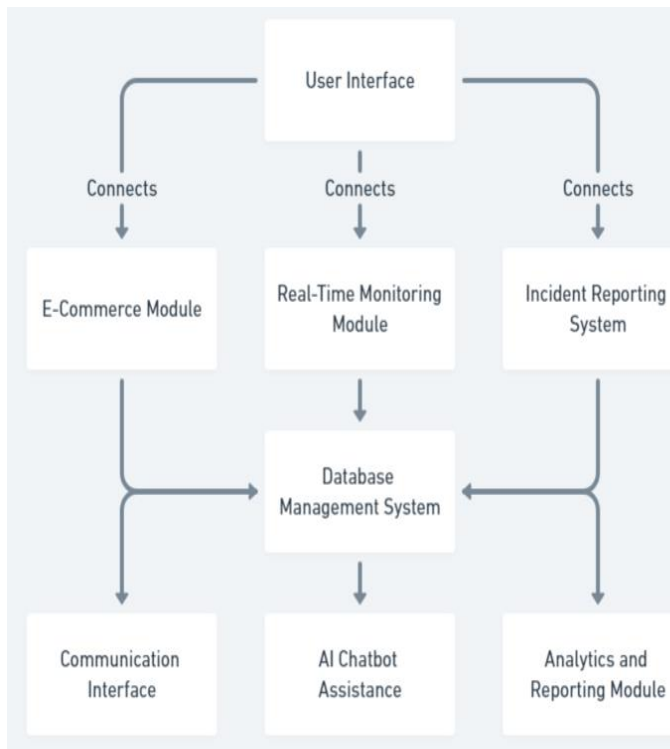 User Interface
Connects
Connects
Connects
E-Commerce Module
Real-Time Monitoring
Module
Incident Reporting
System
Database
Management System
Communication
Interface
AI Chatbot
Assistance
Analytics and
Reporting Module